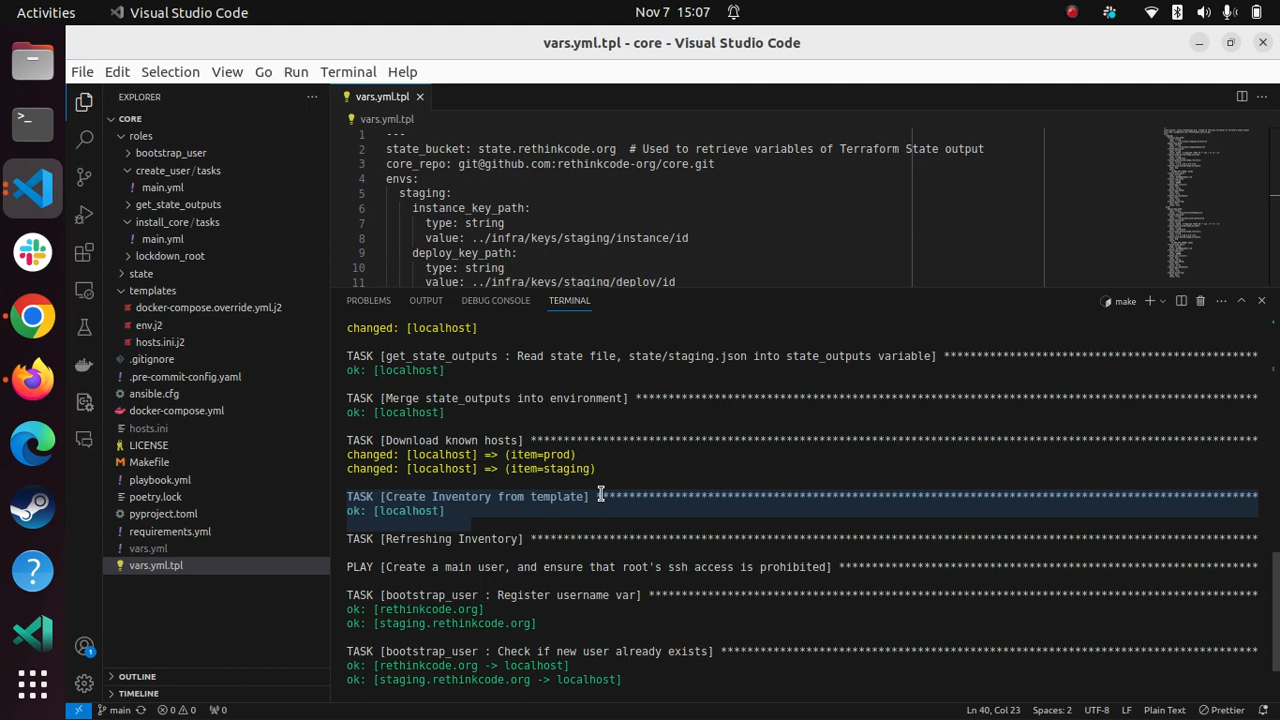 Activities
Visual Studio Code
Nov 7 15:07
vars.yml.tpl - core - Visual Studio Code
File Edit Selection View Go Run Terminal Help
EXPLORER
CORE
roles
bootstrap_user
create_user/tasks
main.yml
get_state_outputs
install_core/tasks
main.yml
lockdown_root
state
templates
docker-compose.override.yml.j2
env.j2
hosts.ini.j2
.gitignore
.pre-commit-config.yaml
ansible.cfg
docker-compose.yml
hosts.ini
LICENSE
Makefile
playbook.yml
poetry.lock
pyproject.toml
requirements.yml
vars.yml
vars.yml.tpl
OUTLINE
TIMELINE
vars.yml.tpl
vars.yml.tpl
1 ---
2 state_bucket: state.rethinkcode.org # Used to retrieve variables of Terraform State output
3 core_repo: git@github.com:rethinkcode-org/core.git
4 envs:
5 staging:
6 instance_key_path:
7 type: string
8 value: ../infra/keys/staging/instance/id
9 deploy_key_path:
10 type: string
11 value: ../infra/keys/staging/deploy/id
PROBLEMS OUTPUT DEBUG CONSOLE TERMINAL
make
changed: [localhost]
TASK [get_state_outputs : Read state file, state/staging.json into state_outputs variable] ************************************************
ok: [localhost]
TASK [Merge state_outputs into environment] ***********************************************************************************************
ok: [localhost]
TASK [Download known hosts] ***************************************************************************************************************
changed: [localhost] => (item=prod)
changed: [localhost] => (item=staging)
TASK [Create Inventory from template] *****************************************************************************************************
ok: [localhost]
TASK [Refreshing Inventory] ***************************************************************************************************************
PLAY [Create a main user, and ensure that root's ssh access is prohibited] ****************************************************************
TASK [bootstrap_user : Register username var] *********************************************************************************************
ok: [rethinkcode.org]
ok: [staging.rethinkcode.org]
TASK [bootstrap_user : Check if new user already exists] **********************************************************************************
ok: [rethinkcode.org -> localhost]
ok: [staging.rethinkcode.org -> localhost]
main
0 0
0
Ln 40, Col 23 Spaces: 2 UTF-8 LF Plain Text Prettier
1